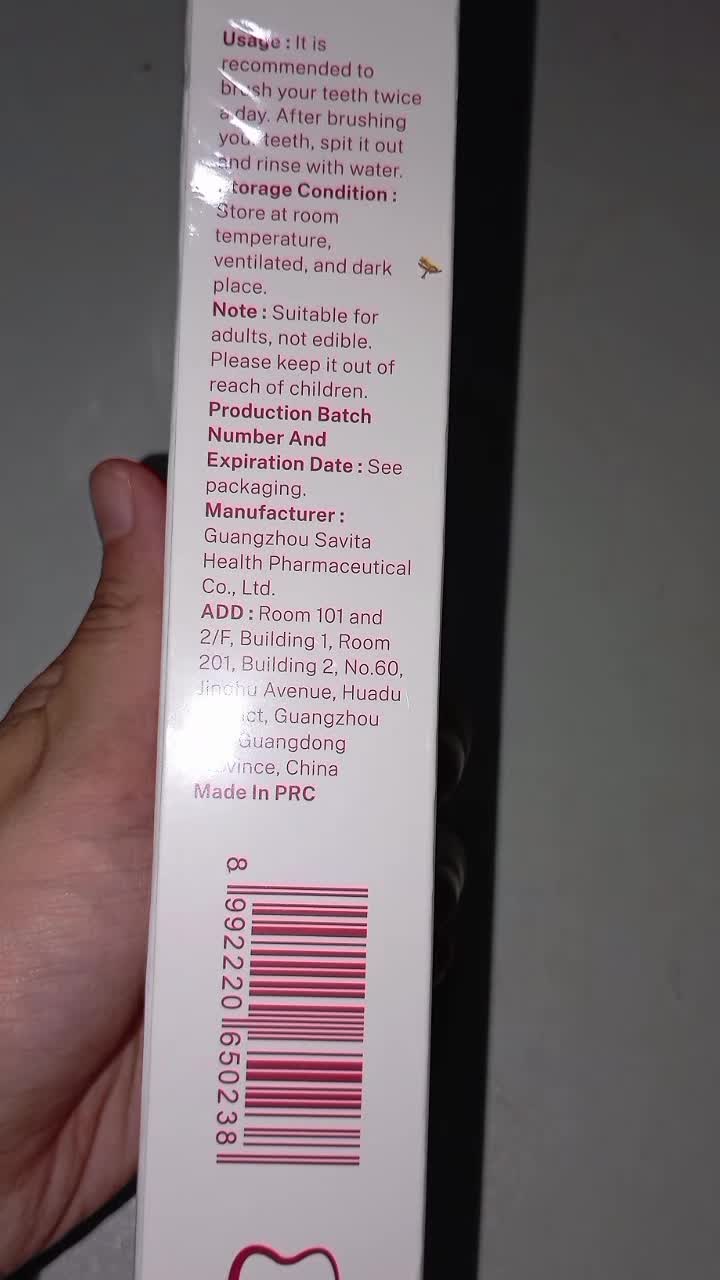 Usage : It is
recommended to
brush your teeth twice
a day. After brushing
your teeth, spit it out
and rinse with water.
Storage Condition :
Store at room
temperature,
ventilated, and dark
place.
Note : Suitable for
adults, not edible.
Please keep it out of
reach of children.
Production Batch
Number And
Expiration Date : See
packaging.
Manufacturer :
Guangzhou Savita
Health Pharmaceutical
Co., Ltd.
ADD : Room 101 and
2/F, Building 1, Room
201, Building 2, No.60,
Avenue, Huadu
Guangzhou
Guangdong
Province, China
Made In PRC
8 992220 650238